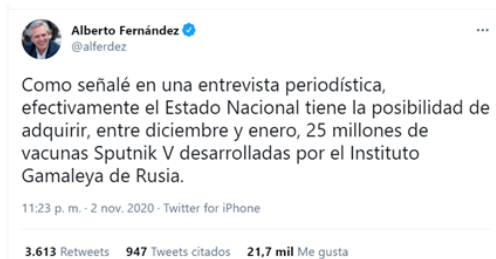 Alberto Fernández
@alferdez
Como señalé en una entrevista periodística,
efectivamente el Estado Nacional tiene la posibilidad de
adquirir, entre diciembre y enero, 25 millones de
vacunas Sputnik V desarrolladas por el Instituto
Gamaleya de Rusia.
11:23 p. m. · 2 nov. 2020 · Twitter for iPhone
3.613 Retweets 947 Tweets citados 21,7 mil Me gusta